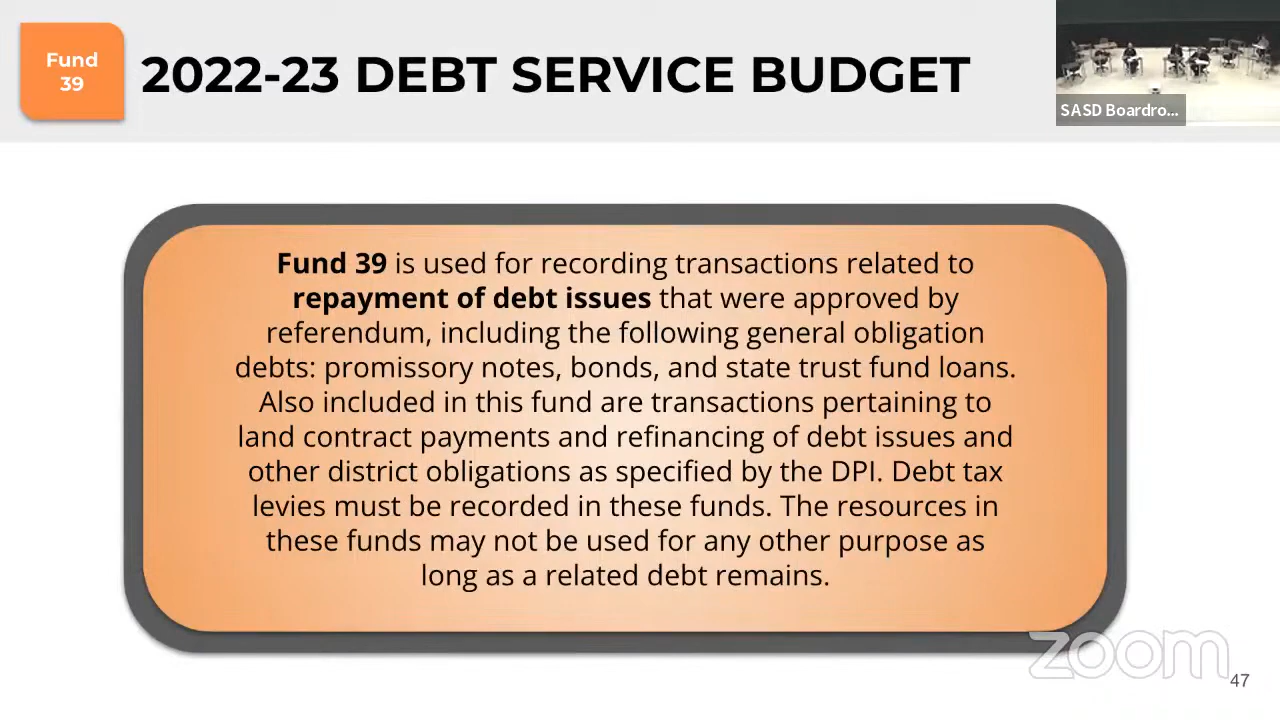 Fund
39
2022-23 DEBT SERVICE BUDGET
SASD Boardro...
Fund 39 is used for recording transactions related to
repayment of debt issues that were approved by
referendum, including the following general obligation
debts: promissory notes, bonds, and state trust fund loans.
Also included in this fund are transactions pertaining to
land contract payments and refinancing of debt issues and
other district obligations as specified by the DPI. Debt tax
levies must be recorded in these funds. The resources in
these funds may not be used for any other purpose as
long as a related debt remains.
zoom
47